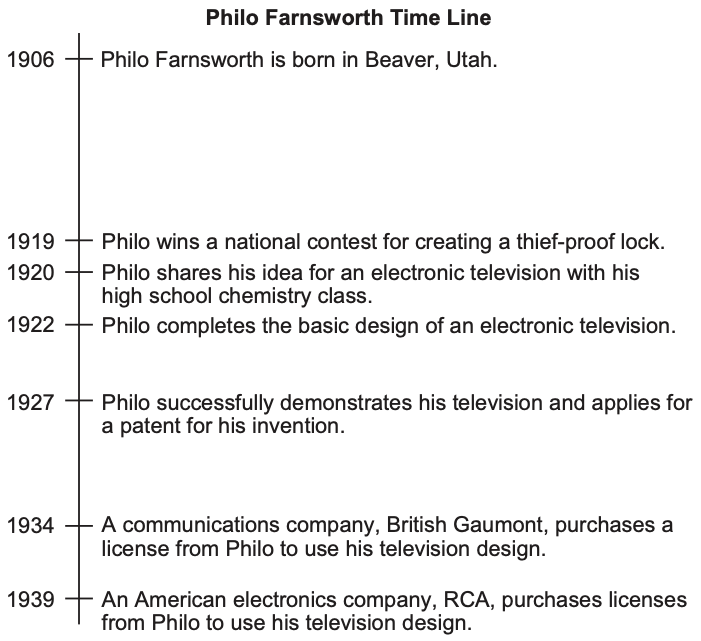 Philo Farnsworth Time Line
1906 Philo Farnsworth is born in Beaver, Utah.
1919 Philo wins a national contest for creating a thief-proof lock.
1920 Philo shares his idea for an electronic television with his
high school chemistry class.
1922 Philo completes the basic design of an electronic television.
1927 Philo successfully demonstrates his television and applies for
a patent for his invention.
1934 A communications company, British Gaumont, purchases a
license from Philo to use his television design.
1939 An American electronics company, RCA, purchases licenses
from Philo to use his television design.